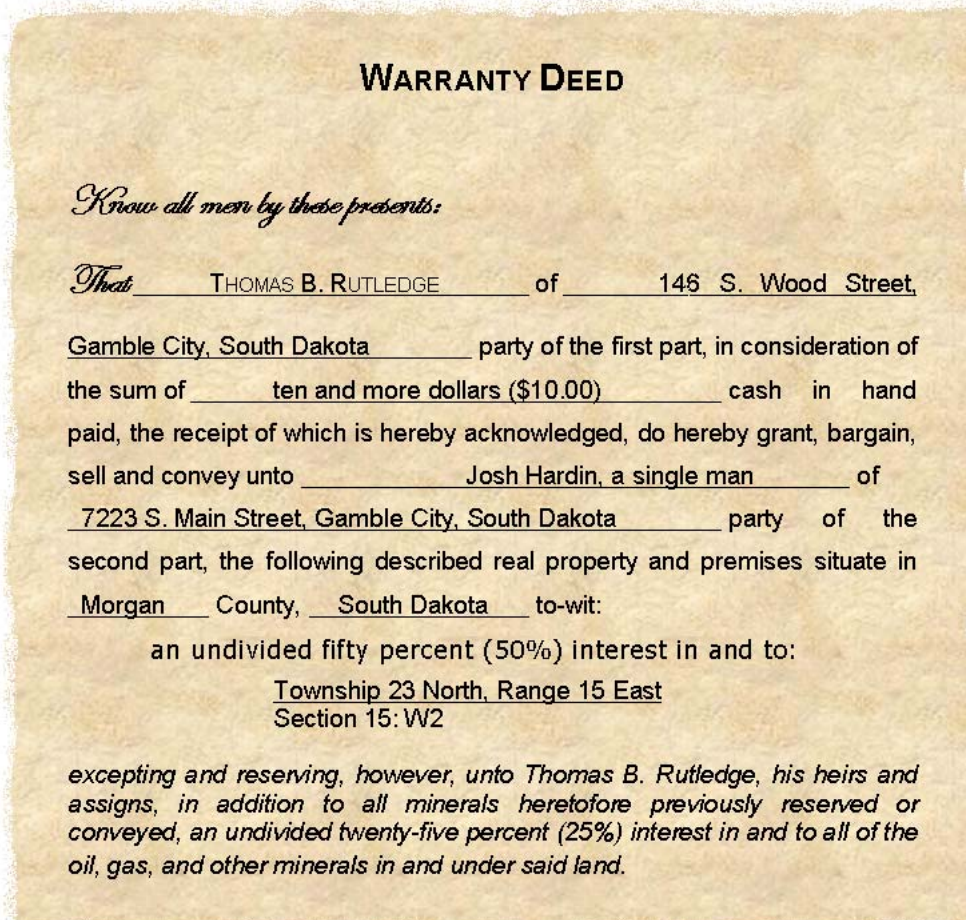 WARRANTY DEED
Know all men by these presents:
That THOMAS B. RUTLEDGE of 146 S. Wood Street,
Gamble City, South Dakota party of the first part, in consideration of
the sum of ten and more dollars ($10.00) cash in hand
paid, the receipt of which is hereby acknowledged, do hereby grant, bargain,
sell and convey unto Josh Hardin, a single man of
7223 S. Main Street, Gamble City, South Dakota party of the
second part, the following described real property and premises situate in
Morgan County, South Dakota to-wit:
an undivided fifty percent (50%) interest in and to:
Township 23 North, Range 15 East
Section 15: W2
excepting and reserving, however, unto Thomas B. Rutledge, his heirs and
assigns, in addition to all minerals heretofore previously reserved or
conveyed, an undivided twenty-five percent (25%) interest in and to all of the
oil, gas, and other minerals in and under said land.